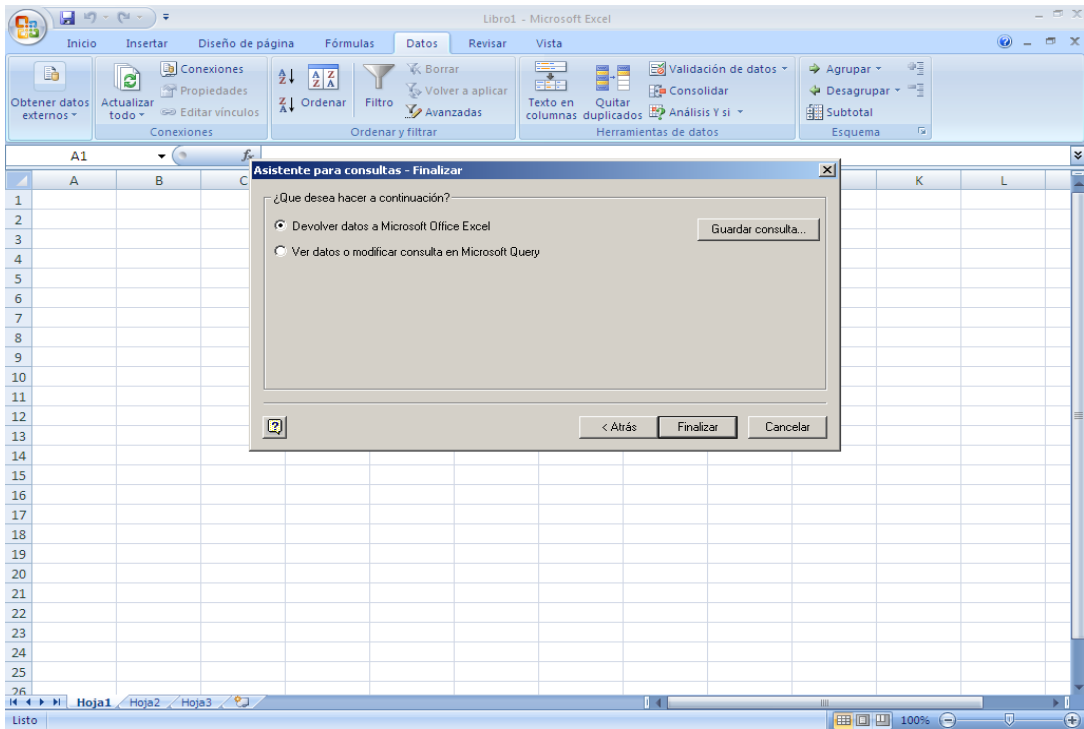 Libro1 - Microsoft Excel
Inicio Insertar Diseño de página Fórmulas Datos Revisar Vista
Obtener datos externos
Actualizar todo
Conexiones
Propiedades
Editar vínculos
Conexiones
Ordenar
Filtro
Borrar
Volver a aplicar
Avanzadas
Ordenar y filtrar
Texto en columnas
Quitar duplicados
Validación de datos
Consolidar
Análisis Y si
Herramientas de datos
Agrupar
Desagrupar
Subtotal
Esquema
A1 fx
Asistente para consultas - Finalizar
¿Que desea hacer a continuación?
Devolver datos a Microsoft Office Excel
Guardar consulta...
Ver datos o modificar consulta en Microsoft Query
< Atrás Finalizar Cancelar
A B C K L
1
2
3
4
5
6
7
8
9
10
11
12
13
14
15
16
17
18
19
20
21
22
23
24
25
26
Hoja1 Hoja2 Hoja3
Listo 100%